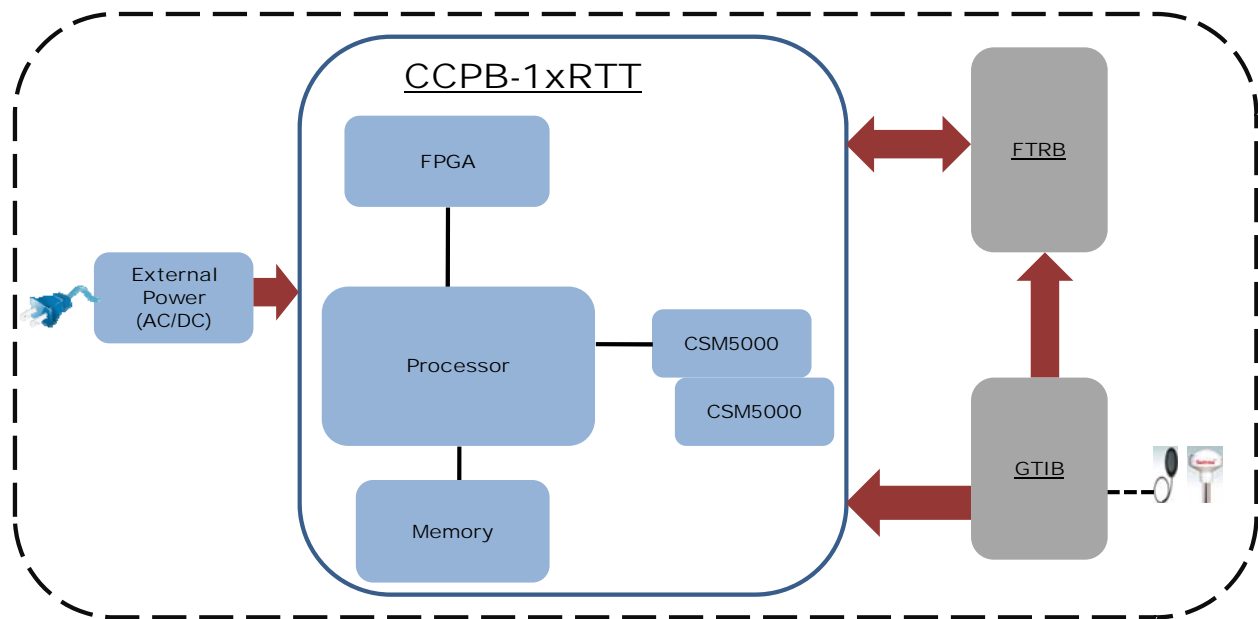 CCPB-1xRTT
FPGA
FTRB
External
Power
(AC/DC)
CSM5000
Processor
CSM5000
GTIB
Memory